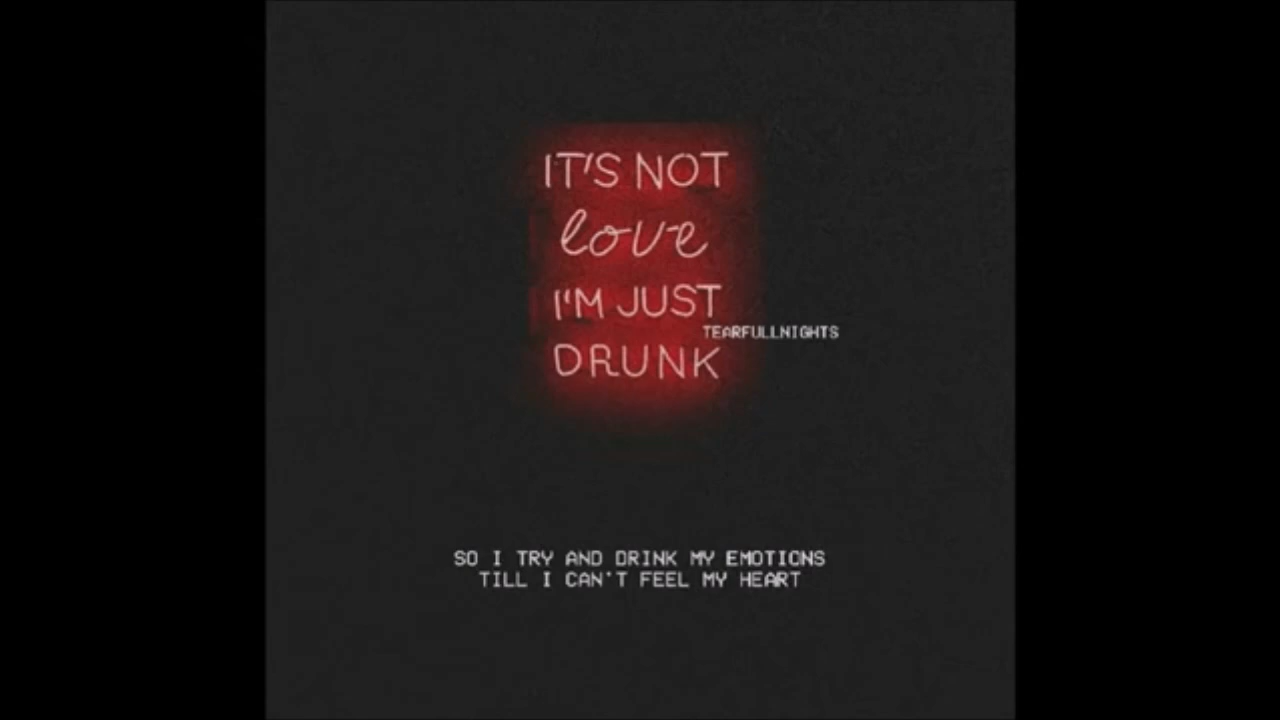 IT'S NOT
love
I'M JUST
TEARFULLNIGHTS
DRUNK
SO I TRY AND DRINK MY EMOTIONS
TILL I CAN'T FEEL MY HEART